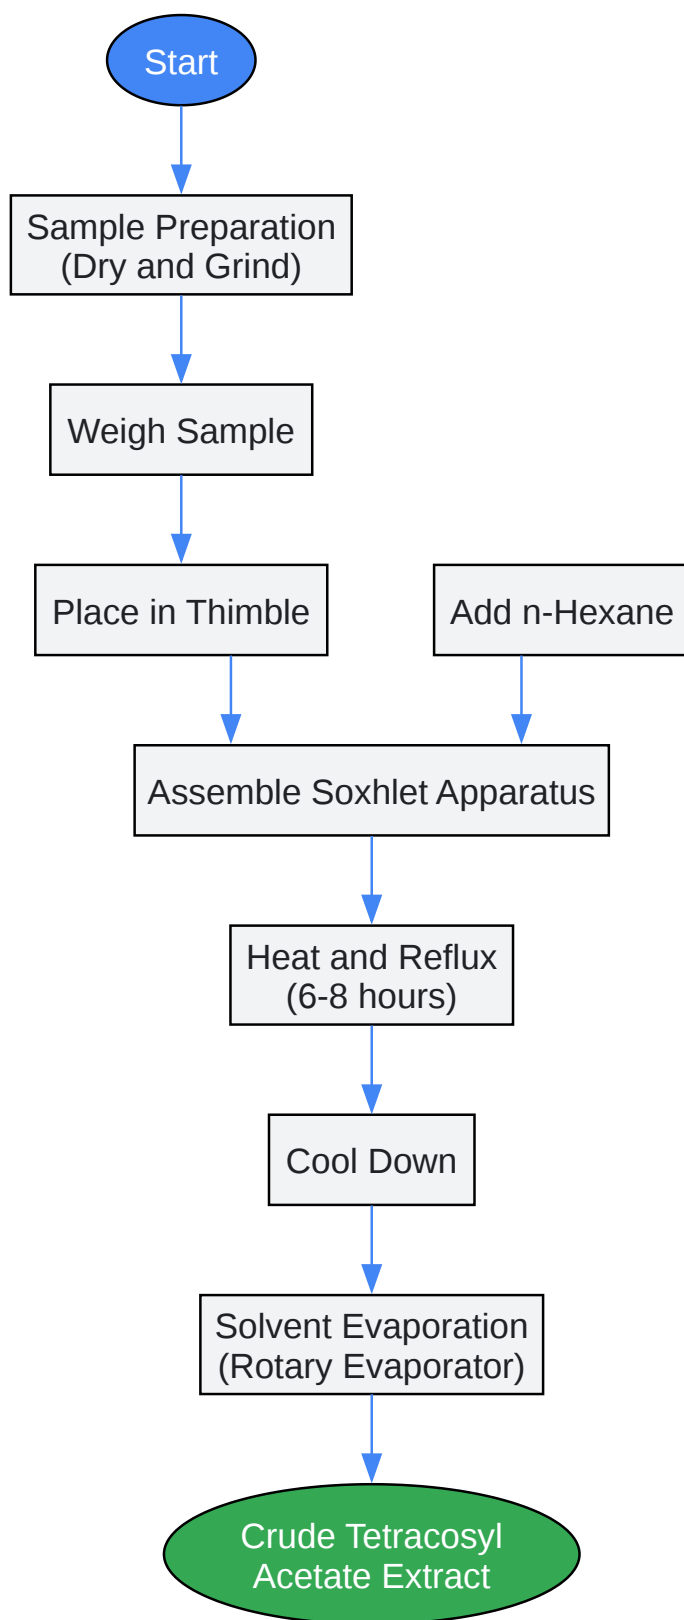 Start
Sample Preparation
(Dry and Grind)
Weigh Sample
Place in Thimble
Add n-Hexane
Assemble Soxhlet Apparatus
Heat and Reflux
(6-8 hours)
Cool Down
Solvent Evaporation
(Rotary Evaporator)
Crude Tetracosyl
Acetate Extract